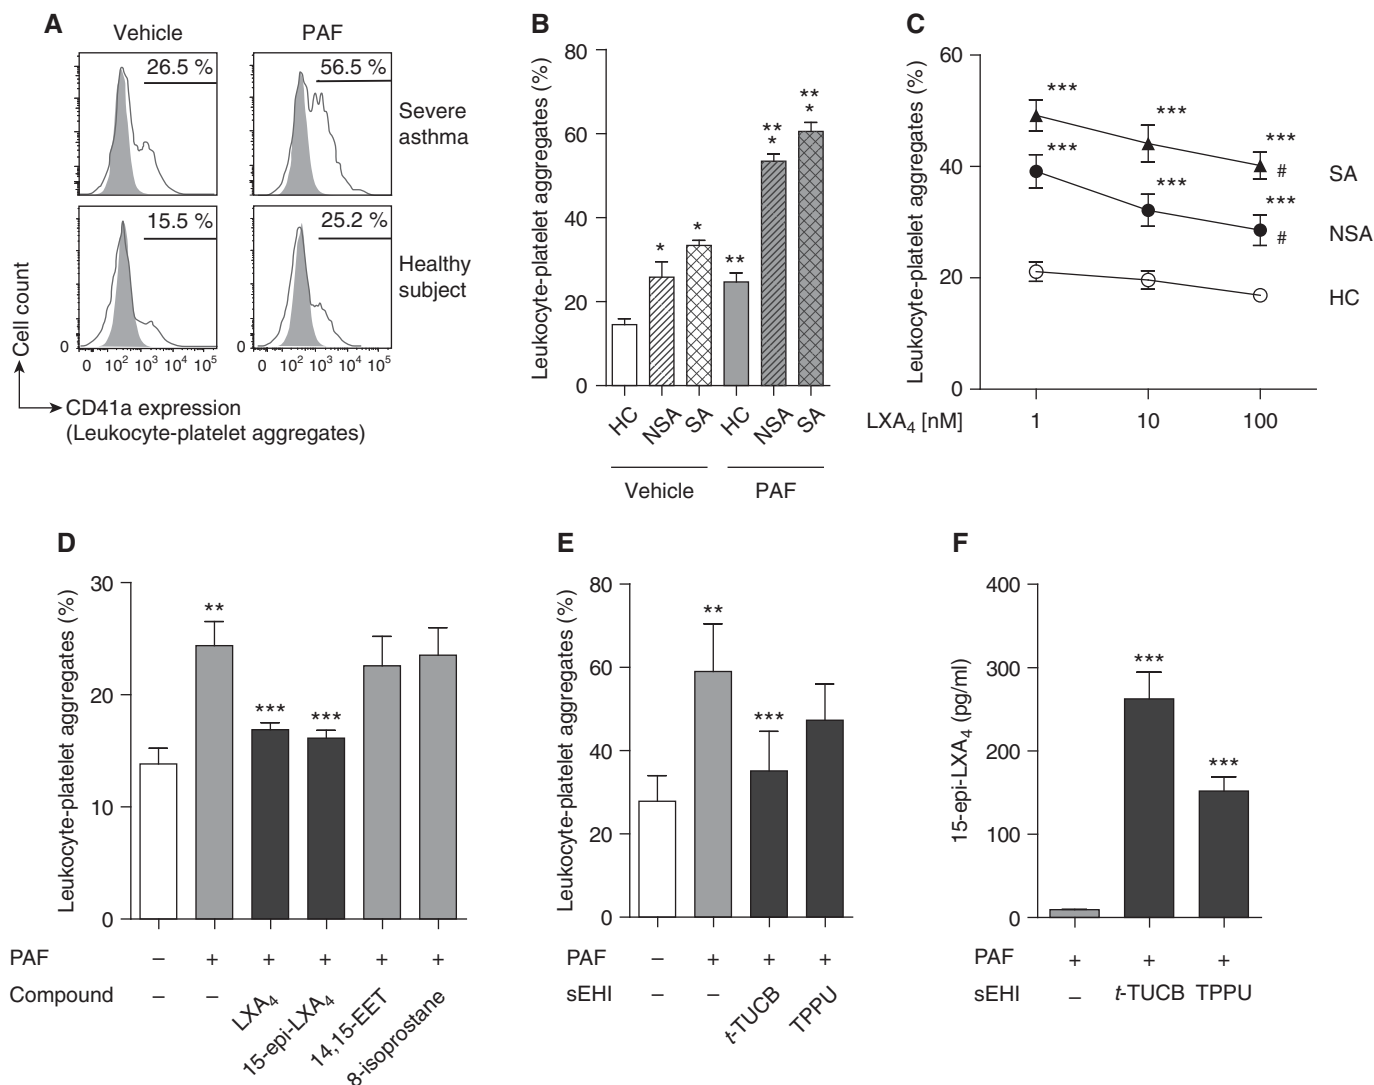 A
Vehicle
PAF
26.5 %
56.5 %
Severe
asthma
15.5 %
25.2 %
Healthy
subject
Cell count
0
0 10² 10³ 10⁴ 10⁵
0 10² 10³ 10⁴ 10⁵
CD41a expression
(Leukocyte-platelet aggregates)
B
Leukocyte-platelet aggregates (%)
80
60
40
20
0
*
*
**
**
*
**
*
HC
NSA
SA
HC
NSA
SA
Vehicle
PAF
C
Leukocyte-platelet aggregates (%)
60
40
20
0
***
***
***
#
***
***
***
#
SA
NSA
HC
LXA₄ [nM]
1
10
100
D
Leukocyte-platelet aggregates (%)
30
20
10
0
**
***
***
PAF
– + + + + +
Compound
– – LXA₄ 15-epi-LXA₄ 14,15-EET 8-isoprostane
E
Leukocyte-platelet aggregates (%)
80
60
40
20
0
**
***
PAF
– + + +
sEHI
– – t-TUCB TPPU
F
15-epi-LXA₄ (pg/ml)
400
300
200
100
0
***
***
PAF
+ + +
sEHI
– t-TUCB TPPU